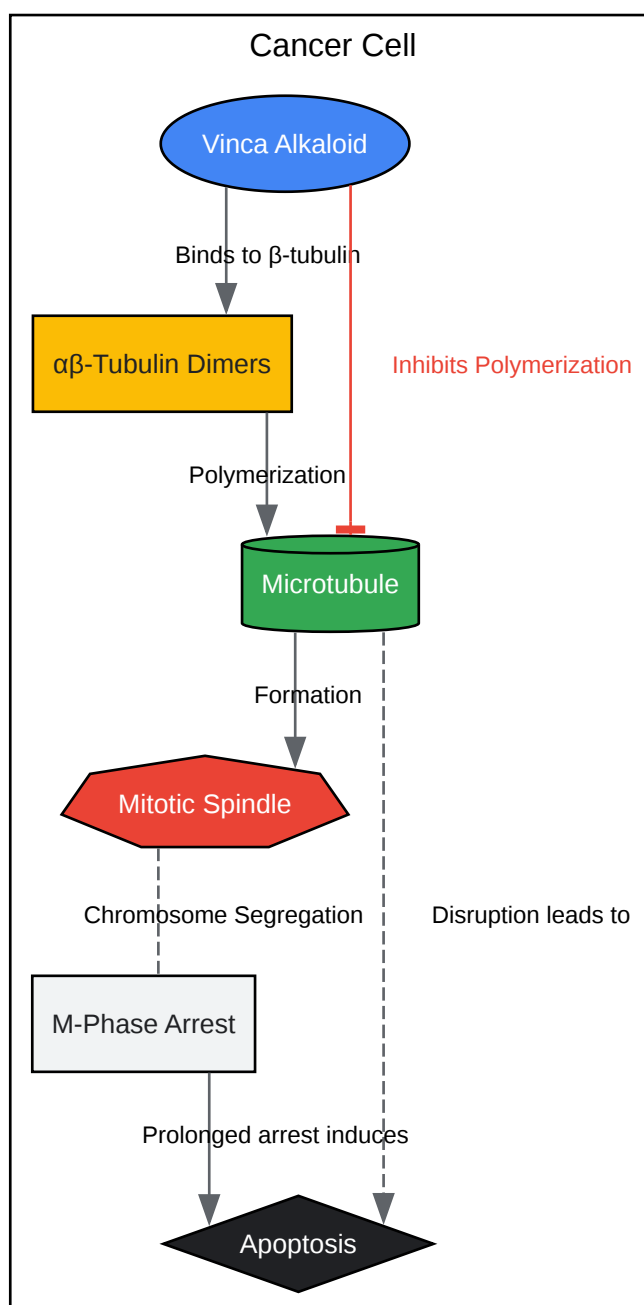 Cancer Cell
Vinca Alkaloid
Binds to β-tubulin
αβ-Tubulin Dimers
Inhibits Polymerization
Polymerization
Microtubule
Formation
Mitotic Spindle
Chromosome Segregation
Disruption leads to
M-Phase Arrest
Prolonged arrest induces
Apoptosis